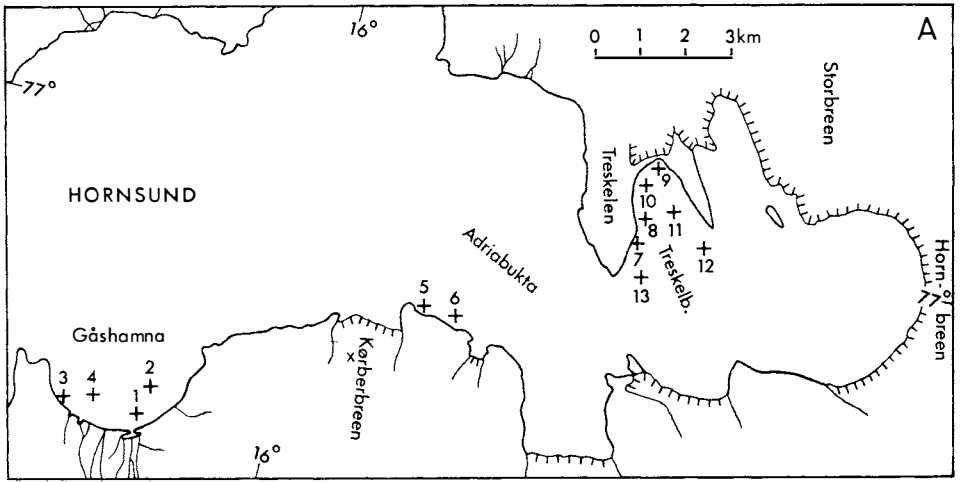 A
16°
0 1 2 3km
77°
Storbreen
Treskelen
HORNSUND
9
10
8
11
Adriabukta
7
12
Treskelb.
13
Horn-
breen
77°
5
6
Gåshamna
Kørberbreen
x
3
4
2
1
16°